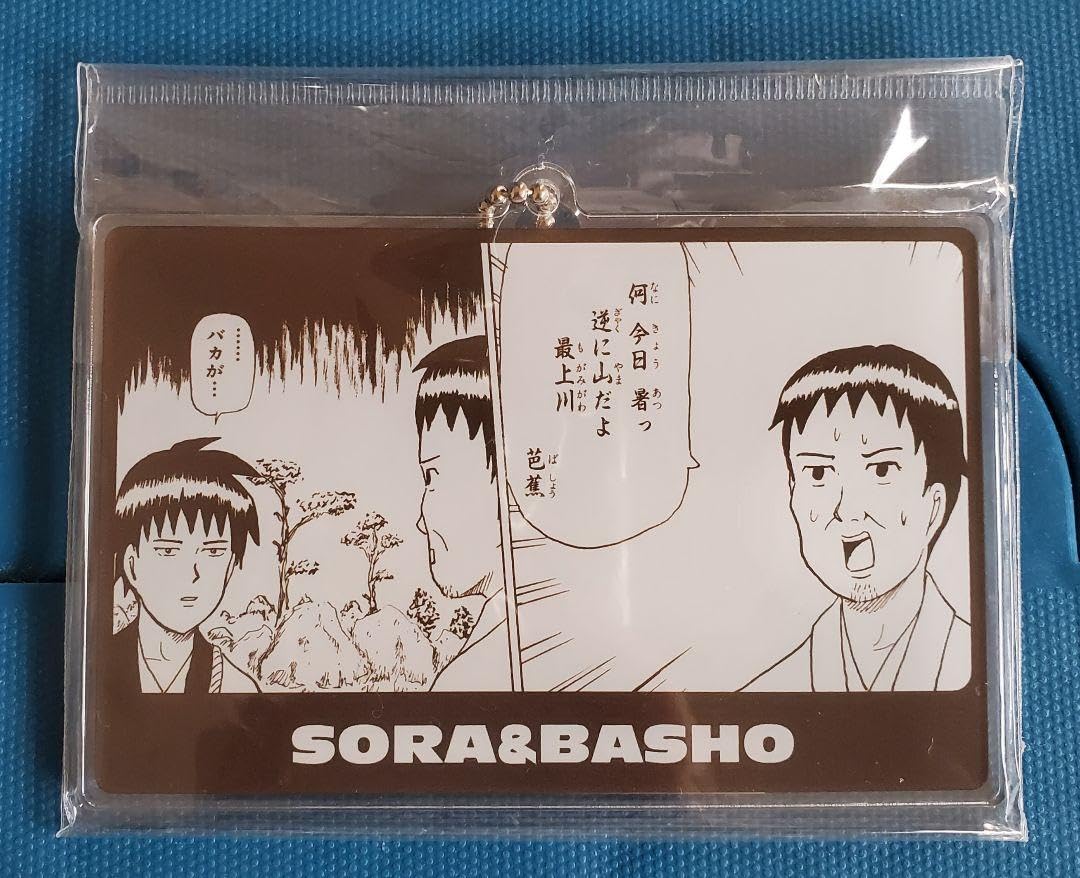 何 今日 暑っ
逆に山だよ
最上川
芭蕉
……
バカが…
SORA&BASHO